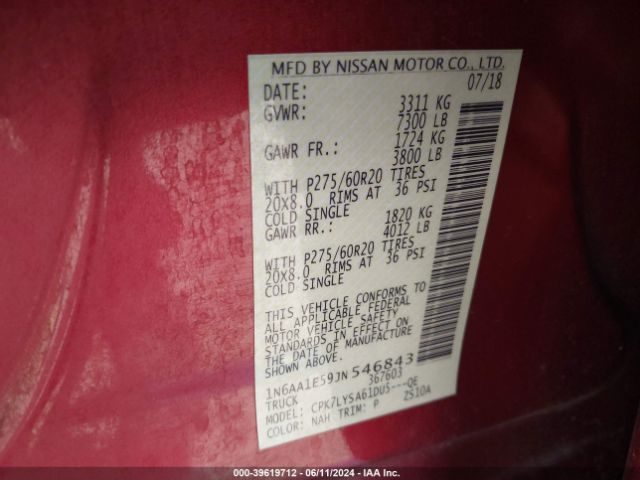 MFD BY NISSAN MOTOR CO., LTD.
DATE: 07/18
GVWR: 3311 KG
7300 LB
GAWR FR.: 1724 KG
3800 LB
WITH P275/60R20 TIRES
20X8.0 RIMS AT 36 PSI
COLD SINGLE
GAWR RR.: 1820 KG
4012 LB
WITH P275/60R20 TIRES
20X8.0 RIMS AT 36 PSI
COLD SINGLE
THIS VEHICLE CONFORMS TO
ALL APPLICABLE FEDERAL
MOTOR VEHICLE SAFETY
STANDARDS IN EFFECT ON
THE DATE OF MANUFACTURE
SHOWN ABOVE.
1N6AA1E59JN546843
TRUCK 367603
MODEL: CPK7LYSA61DU5---QE
COLOR: NAH TRIM: P ZS10A
000-39619712 - 06/11/2024 - IAA Inc.